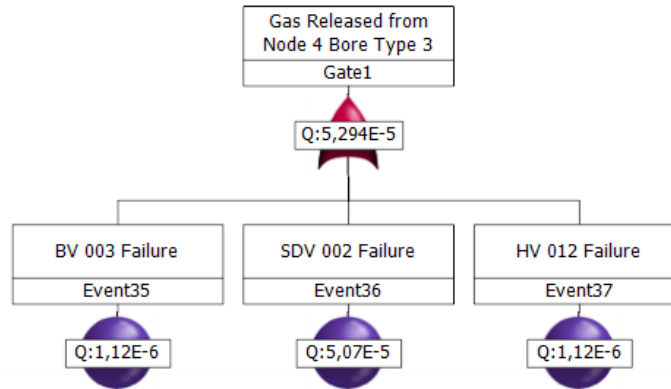 Gas Released from
Node 4 Bore Type 3
Gate1
Q:5,294E-5
BV 003 Failure
Event35
Q:1,12E-6
SDV 002 Failure
Event36
Q:5,07E-5
HV 012 Failure
Event37
Q:1,12E-6